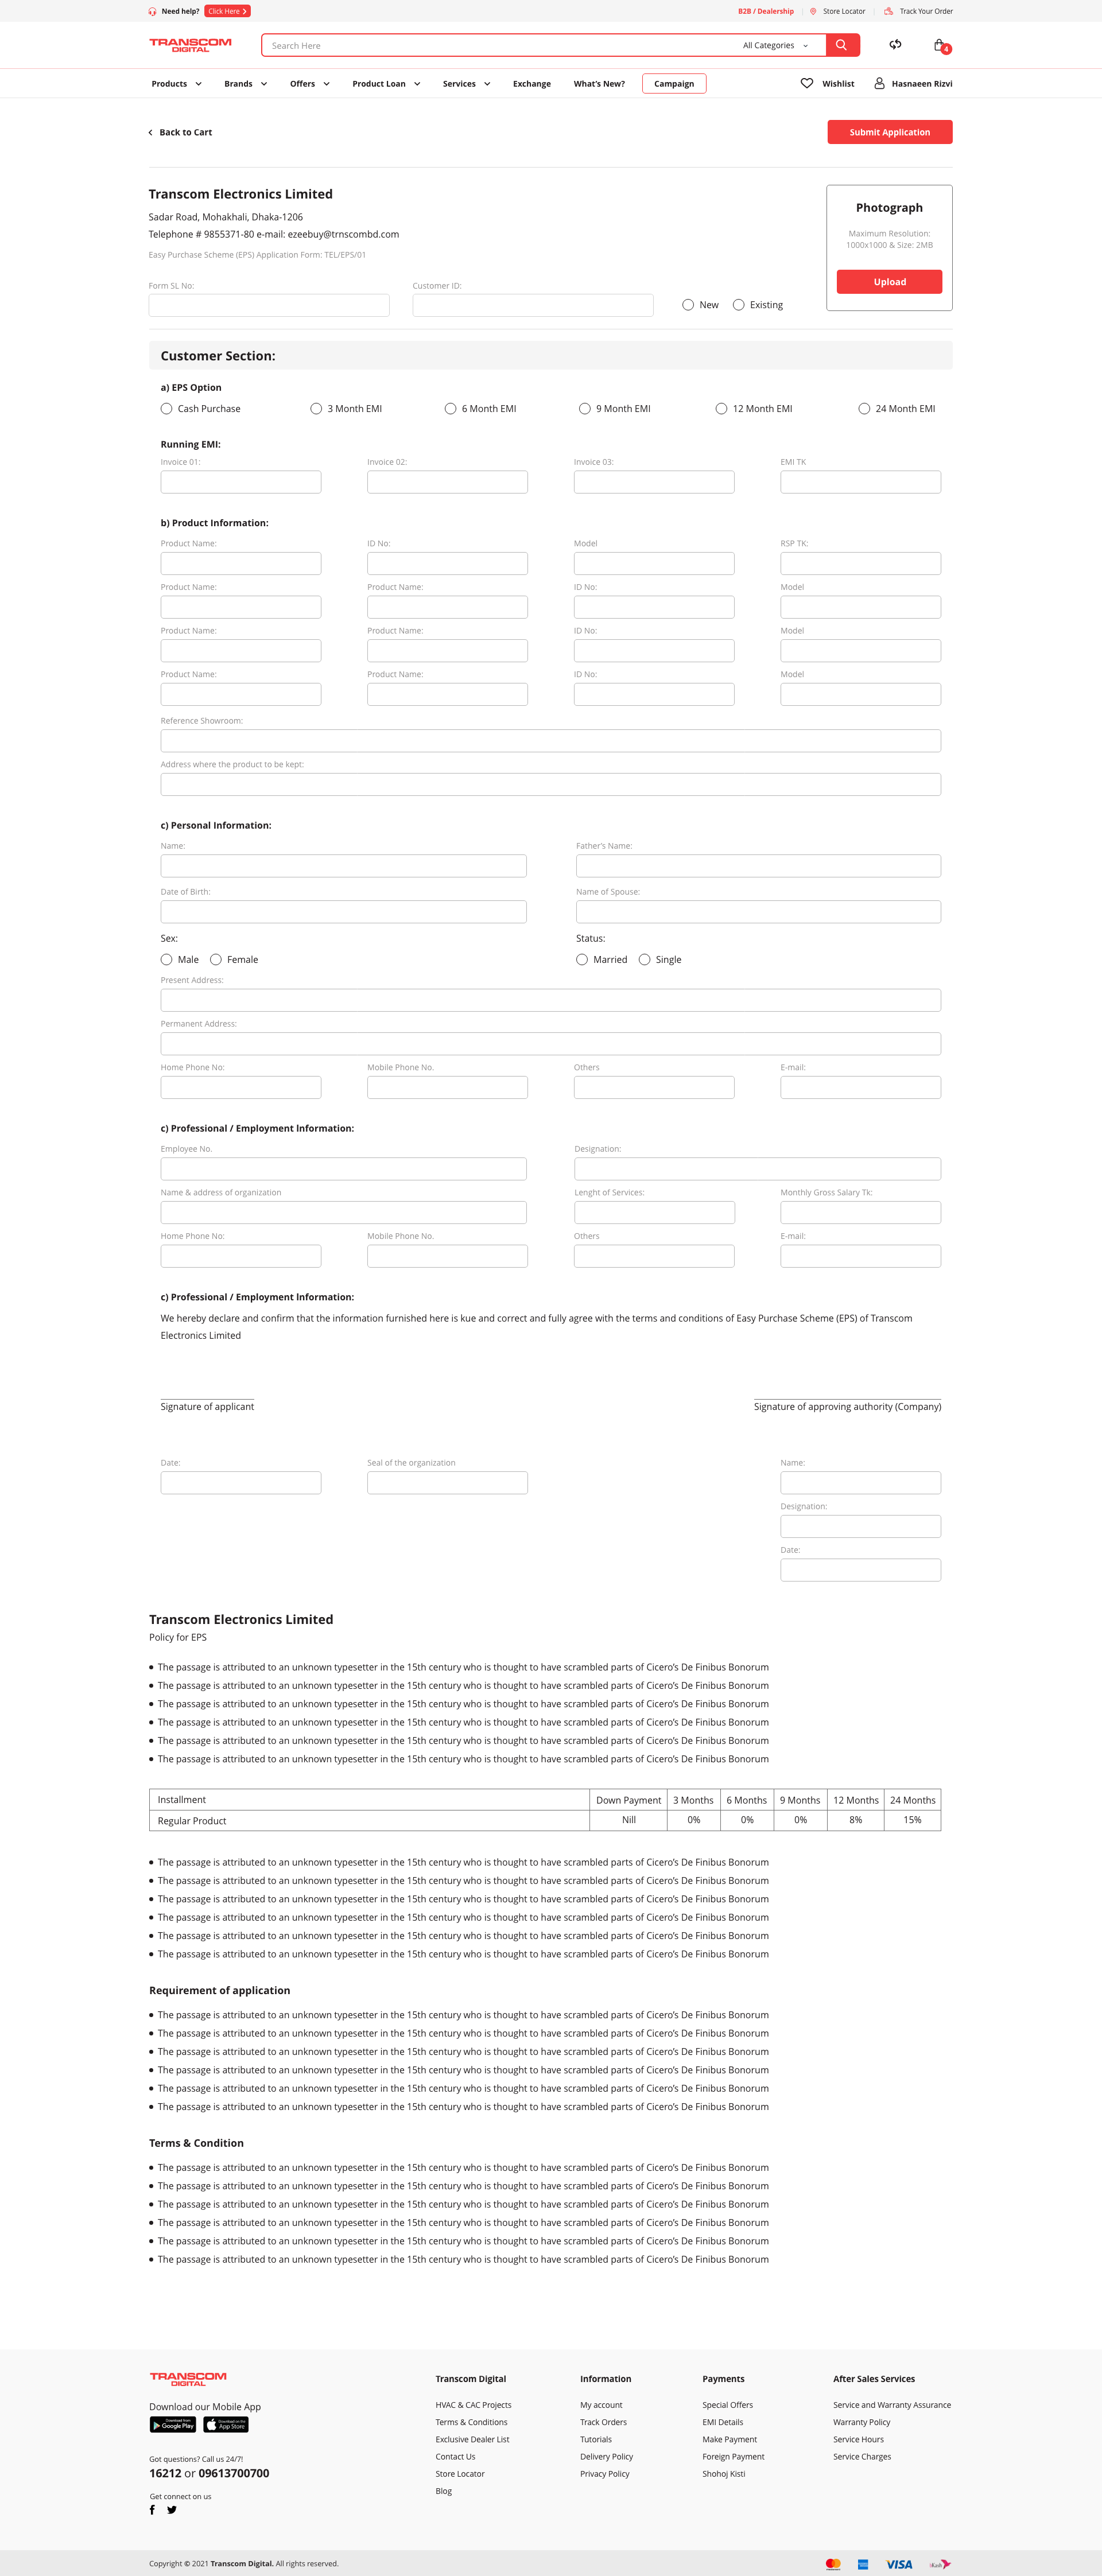 Need help? Click Here B2B / Dealership Store Locator Track Your Order
TRANSCOM
DIGITAL
Search Here All Categories 4
Products Brands Offers Product Loan Services Exchange What's New? Campaign Wishlist Hasnaeen Rizvi
Back to Cart Submit Application
Transcom Electronics Limited
Sadar Road, Mohakhali, Dhaka-1206
Telephone # 9855371-80 e-mail: ezeebuy@trnscombd.com
Easy Purchase Scheme (EPS) Application Form: TEL/EPS/01
Photograph
Maximum Resolution:
1000x1000 & Size: 2MB
Upload
Form SL No: Customer ID:
New Existing
Customer Section:
a) EPS Option
Cash Purchase 3 Month EMI 6 Month EMI 9 Month EMI 12 Month EMI 24 Month EMI
Running EMI:
Invoice 01: Invoice 02: Invoice 03: EMI TK
b) Product Information:
Product Name: ID No: Model RSP TK:
Product Name: Product Name: ID No: Model
Product Name: Product Name: ID No: Model
Product Name: Product Name: ID No: Model
Reference Showroom:
Address where the product to be kept:
c) Personal Information:
Name: Father's Name:
Date of Birth: Name of Spouse:
Sex: Status:
Male Female Married Single
Present Address:
Permanent Address:
Home Phone No: Mobile Phone No. Others E-mail:
c) Professional / Employment Information:
Employee No. Designation:
Name & address of organization Lenght of Services: Monthly Gross Salary Tk:
Home Phone No: Mobile Phone No. Others E-mail:
c) Professional / Employment Information:
We hereby declare and confirm that the information furnished here is kue and correct and fully agree with the terms and conditions of Easy Purchase Scheme (EPS) of Transcom
Electronics Limited
Signature of applicant Signature of approving authority (Company)
Date: Seal of the organization Name:
Designation:
Date:
Transcom Electronics Limited
Policy for EPS
• The passage is attributed to an unknown typesetter in the 15th century who is thought to have scrambled parts of Cicero's De Finibus Bonorum
• The passage is attributed to an unknown typesetter in the 15th century who is thought to have scrambled parts of Cicero's De Finibus Bonorum
• The passage is attributed to an unknown typesetter in the 15th century who is thought to have scrambled parts of Cicero's De Finibus Bonorum
• The passage is attributed to an unknown typesetter in the 15th century who is thought to have scrambled parts of Cicero's De Finibus Bonorum
• The passage is attributed to an unknown typesetter in the 15th century who is thought to have scrambled parts of Cicero's De Finibus Bonorum
• The passage is attributed to an unknown typesetter in the 15th century who is thought to have scrambled parts of Cicero's De Finibus Bonorum
Installment Down Payment 3 Months 6 Months 9 Months 12 Months 24 Months
Regular Product Nill 0% 0% 0% 8% 15%
• The passage is attributed to an unknown typesetter in the 15th century who is thought to have scrambled parts of Cicero's De Finibus Bonorum
• The passage is attributed to an unknown typesetter in the 15th century who is thought to have scrambled parts of Cicero's De Finibus Bonorum
• The passage is attributed to an unknown typesetter in the 15th century who is thought to have scrambled parts of Cicero's De Finibus Bonorum
• The passage is attributed to an unknown typesetter in the 15th century who is thought to have scrambled parts of Cicero's De Finibus Bonorum
• The passage is attributed to an unknown typesetter in the 15th century who is thought to have scrambled parts of Cicero's De Finibus Bonorum
• The passage is attributed to an unknown typesetter in the 15th century who is thought to have scrambled parts of Cicero's De Finibus Bonorum
Requirement of application
• The passage is attributed to an unknown typesetter in the 15th century who is thought to have scrambled parts of Cicero's De Finibus Bonorum
• The passage is attributed to an unknown typesetter in the 15th century who is thought to have scrambled parts of Cicero's De Finibus Bonorum
• The passage is attributed to an unknown typesetter in the 15th century who is thought to have scrambled parts of Cicero's De Finibus Bonorum
• The passage is attributed to an unknown typesetter in the 15th century who is thought to have scrambled parts of Cicero's De Finibus Bonorum
• The passage is attributed to an unknown typesetter in the 15th century who is thought to have scrambled parts of Cicero's De Finibus Bonorum
• The passage is attributed to an unknown typesetter in the 15th century who is thought to have scrambled parts of Cicero's De Finibus Bonorum
Terms & Condition
• The passage is attributed to an unknown typesetter in the 15th century who is thought to have scrambled parts of Cicero's De Finibus Bonorum
• The passage is attributed to an unknown typesetter in the 15th century who is thought to have scrambled parts of Cicero's De Finibus Bonorum
• The passage is attributed to an unknown typesetter in the 15th century who is thought to have scrambled parts of Cicero's De Finibus Bonorum
• The passage is attributed to an unknown typesetter in the 15th century who is thought to have scrambled parts of Cicero's De Finibus Bonorum
• The passage is attributed to an unknown typesetter in the 15th century who is thought to have scrambled parts of Cicero's De Finibus Bonorum
• The passage is attributed to an unknown typesetter in the 15th century who is thought to have scrambled parts of Cicero's De Finibus Bonorum
TRANSCOM
DIGITAL
Download our Mobile App
Google Play App Store
Got questions? Call us 24/7!
16212 or 09613700700
Get connect on us
Transcom Digital
HVAC & CAC Projects
Terms & Conditions
Exclusive Dealer List
Contact Us
Store Locator
Blog
Information
My account
Track Orders
Tutorials
Delivery Policy
Privacy Policy
Payments
Special Offers
EMI Details
Make Payment
Foreign Payment
Shohoj Kisti
After Sales Services
Service and Warranty Assurance
Warranty Policy
Service Hours
Service Charges
Copyright © 2021 Transcom Digital. All rights reserved. VISA